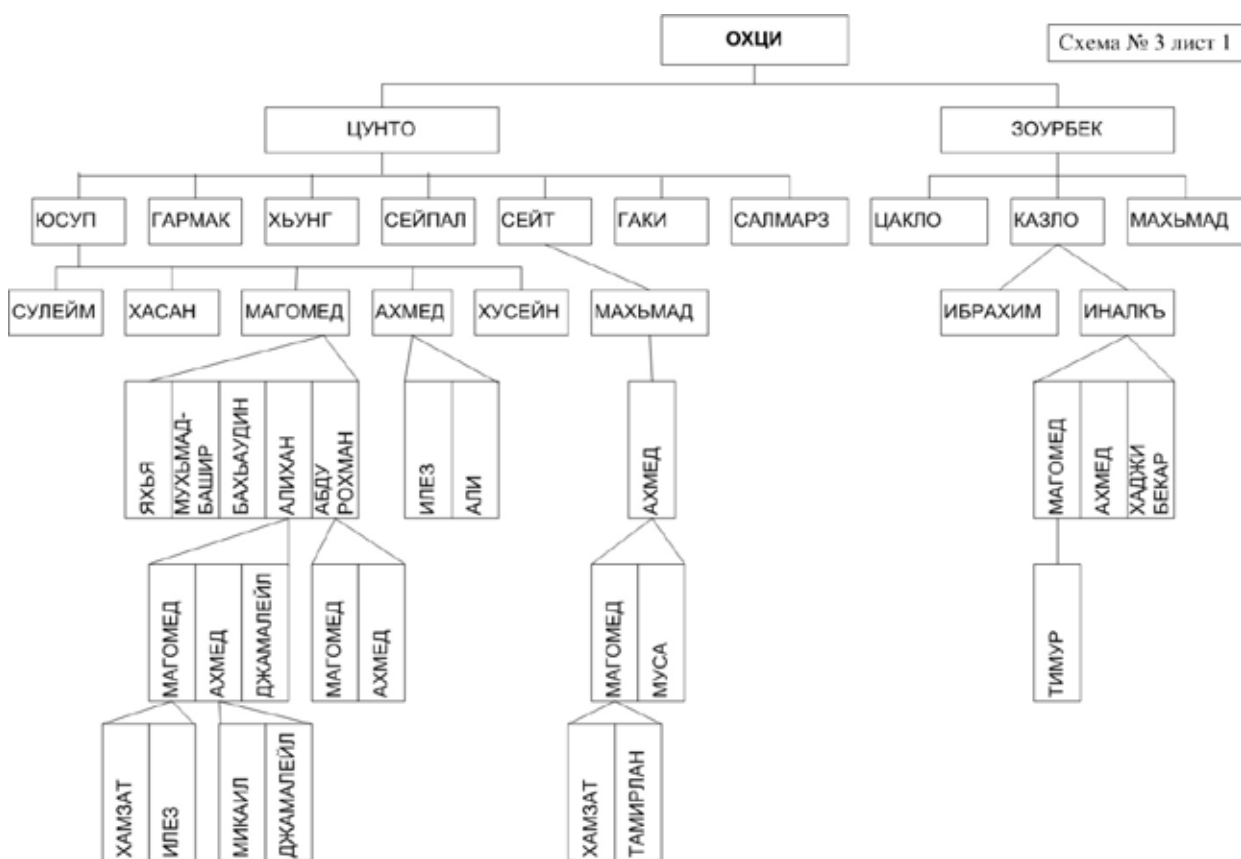 ОХЦИ
Схема № 3 лист 1
ЦУНТО
ЗОУРБЕК
ЮСУП
ГАРМАК
ХЬУНГ
СЕЙПАЛ
СЕЙТ
ГАКИ
САЛМАРЗ
ЦАКЛО
КАЗЛО
МАХЬМАД
СУЛЕЙМ
ХАСАН
МАГОМЕД
АХМЕД
ХУСЕЙН
МАХЬМАД
ИБРАХИМ
ИНАЛКЪ
ЯХЬЯ
МУХЬМАД-
БАШИР
БАХЬАУДИН
АЛИХАН
АБДУ
РОХМАН
ИЛЕЗ
АЛИ
АХМЕД
МАГОМЕД
АХМЕД
ХАДЖИ
БЕКАР
МАГОМЕД
АХМЕД
ДЖАМАЛЕЙЛ
МАГОМЕД
АХМЕД
МАГОМЕД
МУСА
ТИМУР
ХАМЗАТ
ИЛЕЗ
МИКАИЛ
ДЖАМАЛЕЙЛ
ХАМЗАТ
ТАМИРЛАН